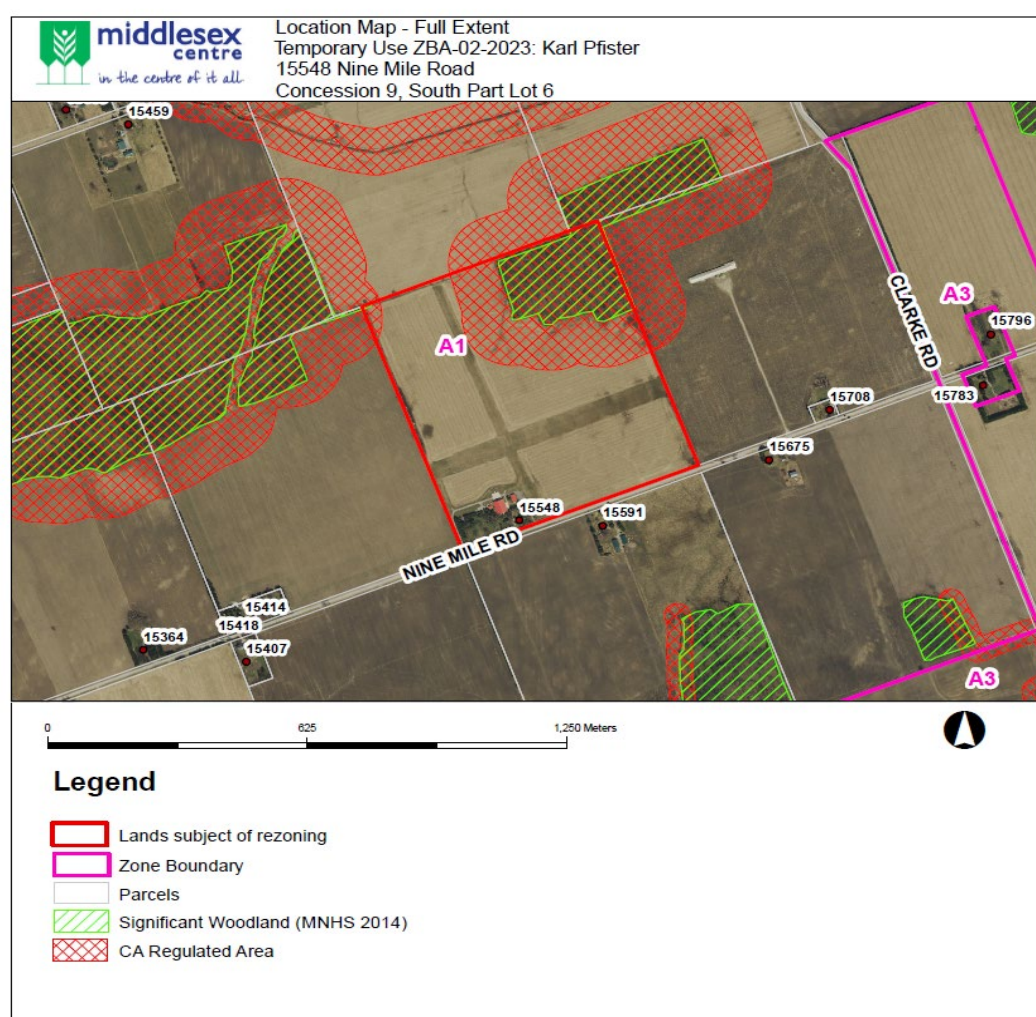 middlesex
centre
in the centre of it all
Location Map - Full Extent
Temporary Use ZBA-02-2023: Karl Pfister
15548 Nine Mile Road
Concession 9, South Part Lot 6
15459
CLARKE RD
A3
15796
A1
15783
15708
15675
15548
15591
NINE MILE RD
15414
15418
15364
15407
A3
0
625
1,250 Meters
Legend
Lands subject of rezoning
Zone Boundary
Parcels
Significant Woodland (MNHS 2014)
CA Regulated Area